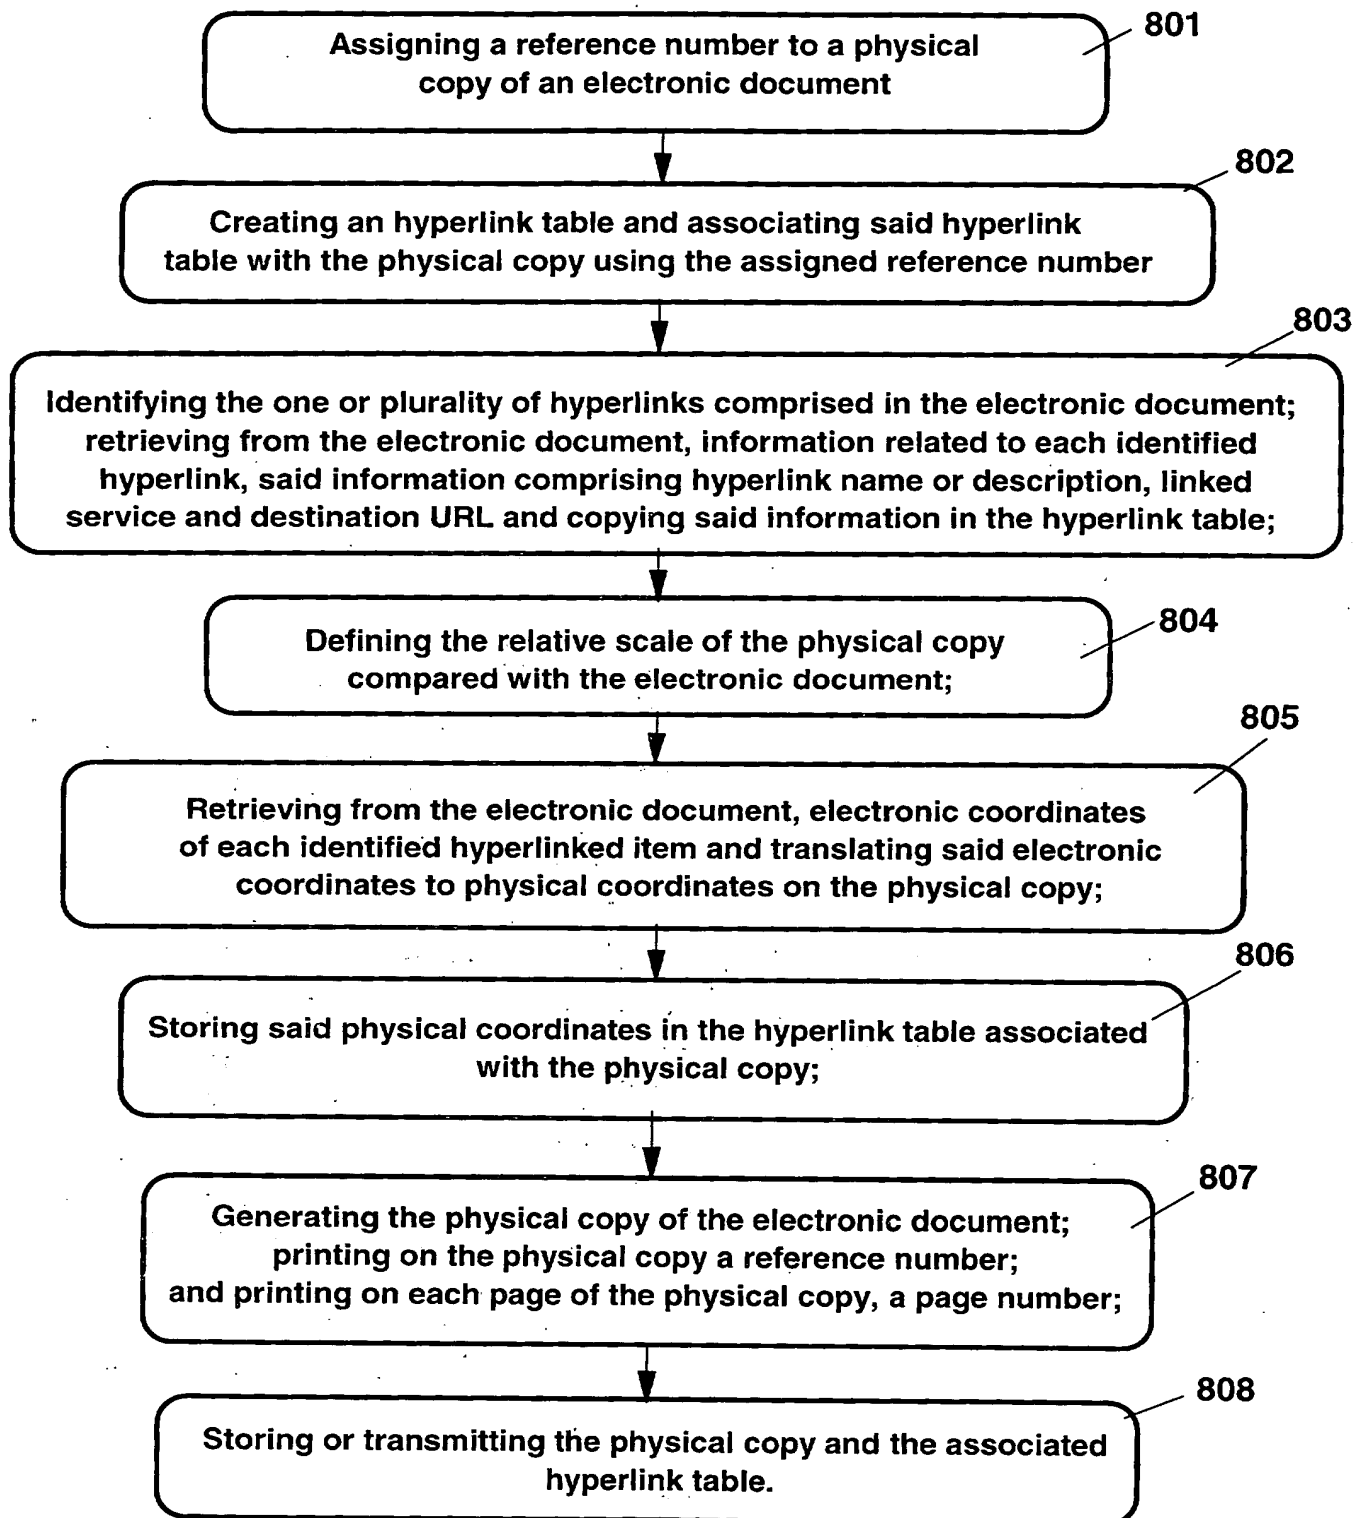 801
Assigning a reference number to a physical
copy of an electronic document
802
Creating an hyperlink table and associating said hyperlink
table with the physical copy using the assigned reference number
803
Identifying the one or plurality of hyperlinks comprised in the electronic document;
retrieving from the electronic document, information related to each identified
hyperlink, said information comprising hyperlink name or description, linked
service and destination URL and copying said information in the hyperlink table;
804
Defining the relative scale of the physical copy
compared with the electronic document;
805
Retrieving from the electronic document, electronic coordinates
of each identified hyperlinked item and translating said electronic
coordinates to physical coordinates on the physical copy;
806
Storing said physical coordinates in the hyperlink table associated
with the physical copy;
807
Generating the physical copy of the electronic document;
printing on the physical copy a reference number;
and printing on each page of the physical copy, a page number;
808
Storing or transmitting the physical copy and the associated
hyperlink table.